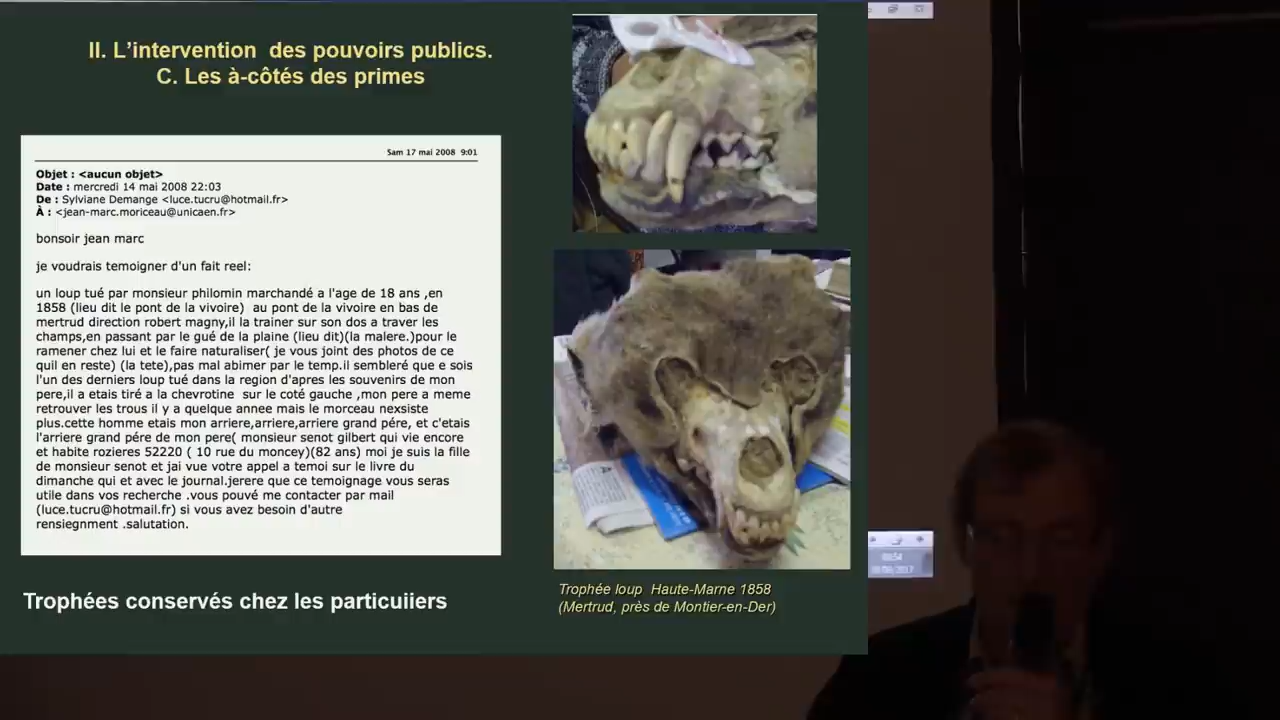 II. L'intervention des pouvoirs publics.
C. Les à-côtés des primes
Sam 17 mai 2008 9:01
Objet : <aucun objet>
Date : mercredi 14 mai 2008 22:03
De : Sylviane Demange <luce.tucru@hotmail.fr>
À : <jean-marc.moriceau@unicaen.fr>
bonsoir jean marc
je voudrais temoigner d'un fait reel:
un loup tué par monsieur philomin marchandé a l'age de 18 ans ,en
1858 (lieu dit le pont de la vivoire) au pont de la vivoire en bas de
mertrud direction robert magny,il la trainer sur son dos a traver les
champs,en passant par le gué de la plaine (lieu dit)(la malere.)pour le
ramener chez lui et le faire naturaliser( je vous joint des photos de ce
quil en reste) (la tete),pas mal abimer par le temp.il sembleré que e sois
l'un des derniers loup tué dans la region d'apres les souvenirs de mon
pere,il a etais tiré a la chevrotine sur le coté gauche ,mon pere a meme
retrouver les trous il y a quelque annee mais le morceau nexsiste
plus.cette homme etais mon arriere,arriere,arriere grand pére, et c'etais
l'arriere grand pére de mon pere( monsieur senot gilbert qui vie encore
et habite rozieres 52220 ( 10 rue du moncey)(82 ans) moi je suis la fille
de monsieur senot et jai vue votre appel a temoi sur le livre du
dimanche qui et avec le journal.jerere que ce temoignage vous seras
utile dans vos recherche .vous pouvé me contacter par mail
(luce.tucru@hotmail.fr) si vous avez besoin d'autre
rensiegnment .salutation.
Trophées conservés chez les particuiiers
Trophée loup Haute-Marne 1858
(Mertrud, près de Montier-en-Der)